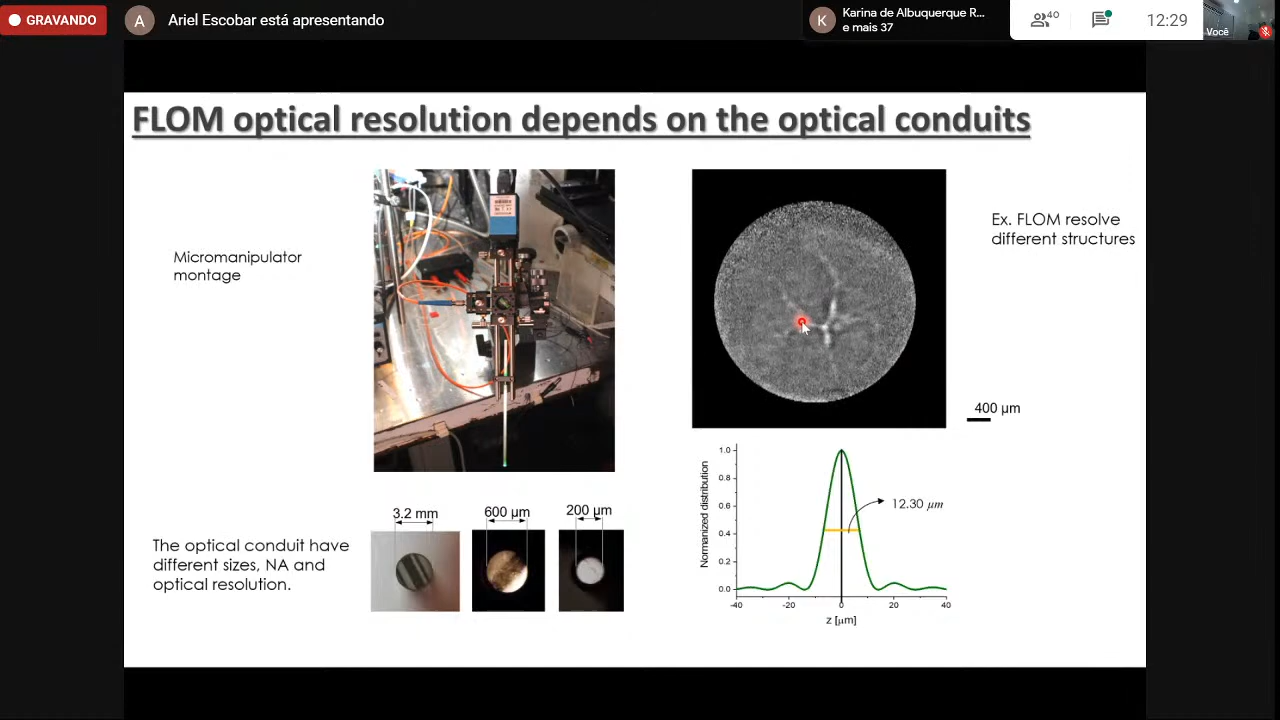 GRAVANDO
A
Ariel Escobar está apresentando
K
Karina de Albuquerque R...
e mais 37
40
12:29
Você
FLOM optical resolution depends on the optical conduits
Micromanipulator
montage
Ex. FLOM resolve
different structures
400 μm
3.2 mm
600 μm
200 μm
The optical conduit have
different sizes, NA and
optical resolution.
Normanized distribution
1.0
0.8
0.6
0.4
0.2
0.0
12.30 μm
-40
-20
0
20
40
z [μm]